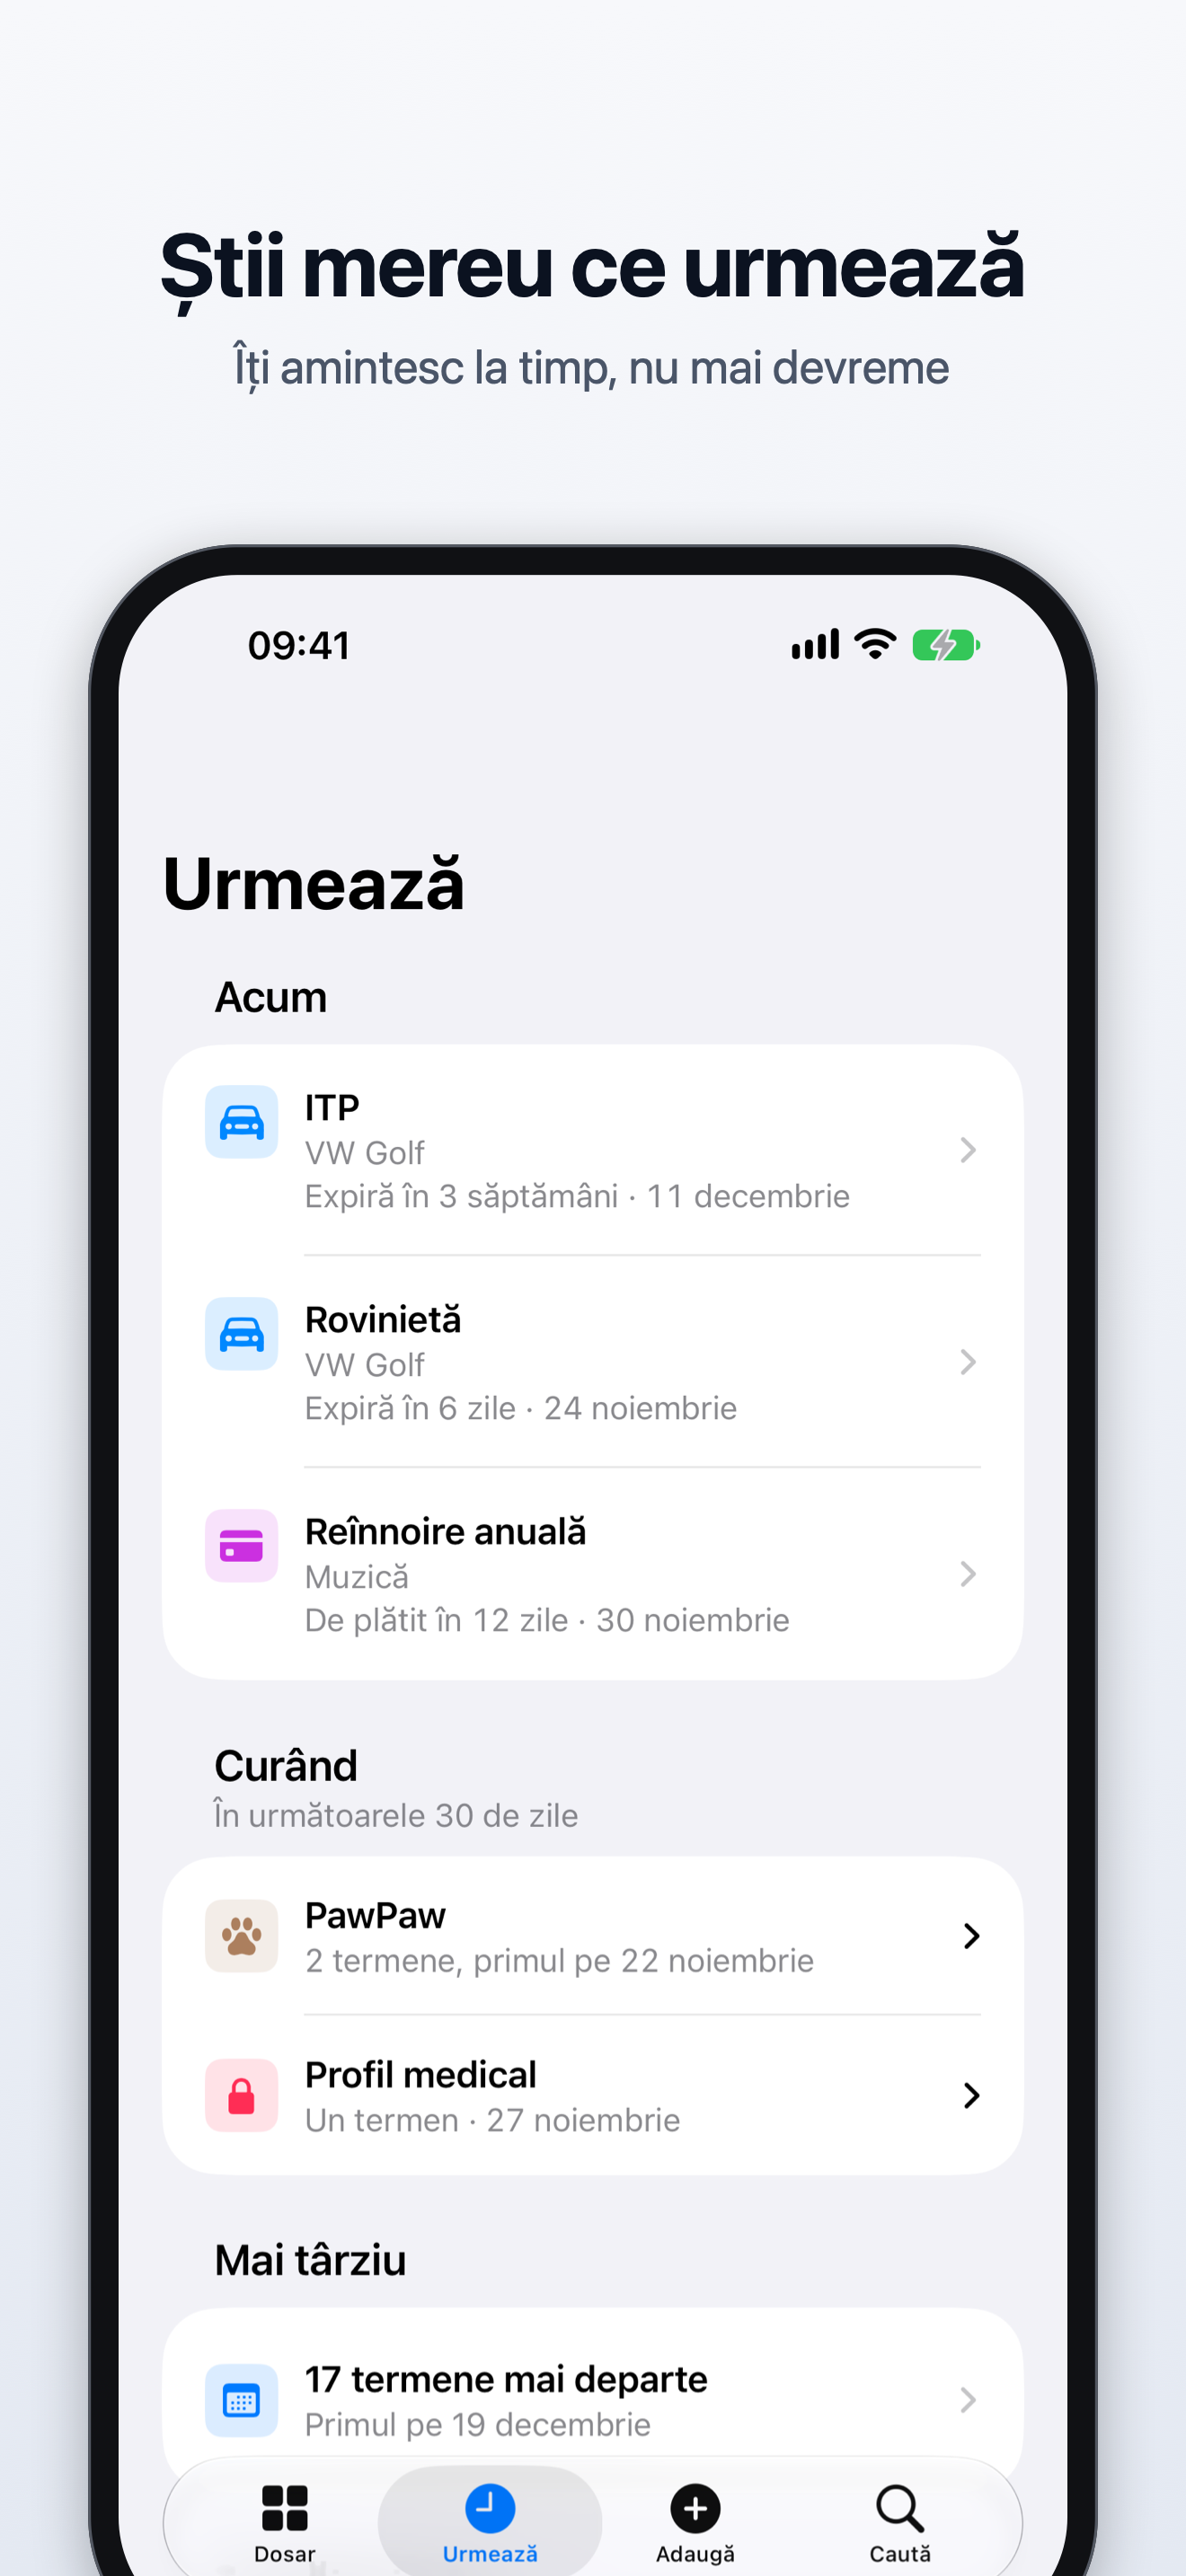 Știi mereu ce urmează
Îți amintesc la timp, nu mai devreme
09:41
Urmează
Acum
ITP
VW Golf
Expiră în 3 săptămâni · 11 decembrie
Rovinietă
VW Golf
Expiră în 6 zile · 24 noiembrie
Reînnoire anuală
Muzică
De plătit în 12 zile · 30 noiembrie
Curând
În următoarele 30 de zile
PawPaw
2 termene, primul pe 22 noiembrie
Profil medical
Un termen · 27 noiembrie
Mai târziu
17 termene mai departe
Primul pe 19 decembrie
Dosar
Urmează
Adaugă
Caută